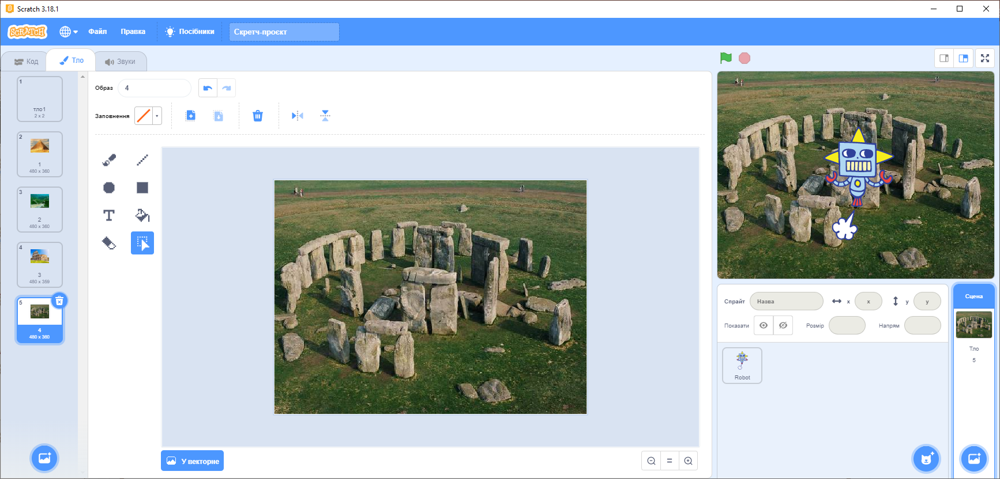 Scratch 3.18.1
SCRATCH
Файл
Правка
Посібники
Скретч-проєкт
Код
Тло
Звуки
1
тло1
2 x 2
2
1
480 x 360
3
2
480 x 360
4
3
480 x 359
5
4
480 x 360
Образ
4
Заповнення
T
У векторне
Спрайт
Назва
x
x
y
y
Показати
Розмір
Напрям
Robot
Сцена
Тло
5